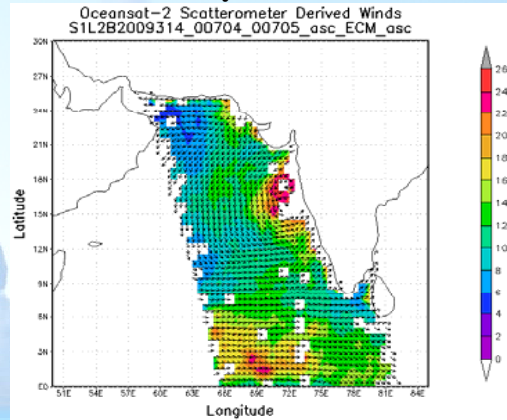 Oceansat-2 Scatterometer Derived Winds
S1L2B2009314_00704_00705_asc_ECM_asc
30N
27N
24N
21N
18N
15N
12N
9N
6N
3N
EQ
Latitude
51E 54E 57E 60E 63E 66E 69E 72E 75E 78E 81E 84E
Longitude
26
24
22
20
18
16
14
12
10
8
6
4
2
0